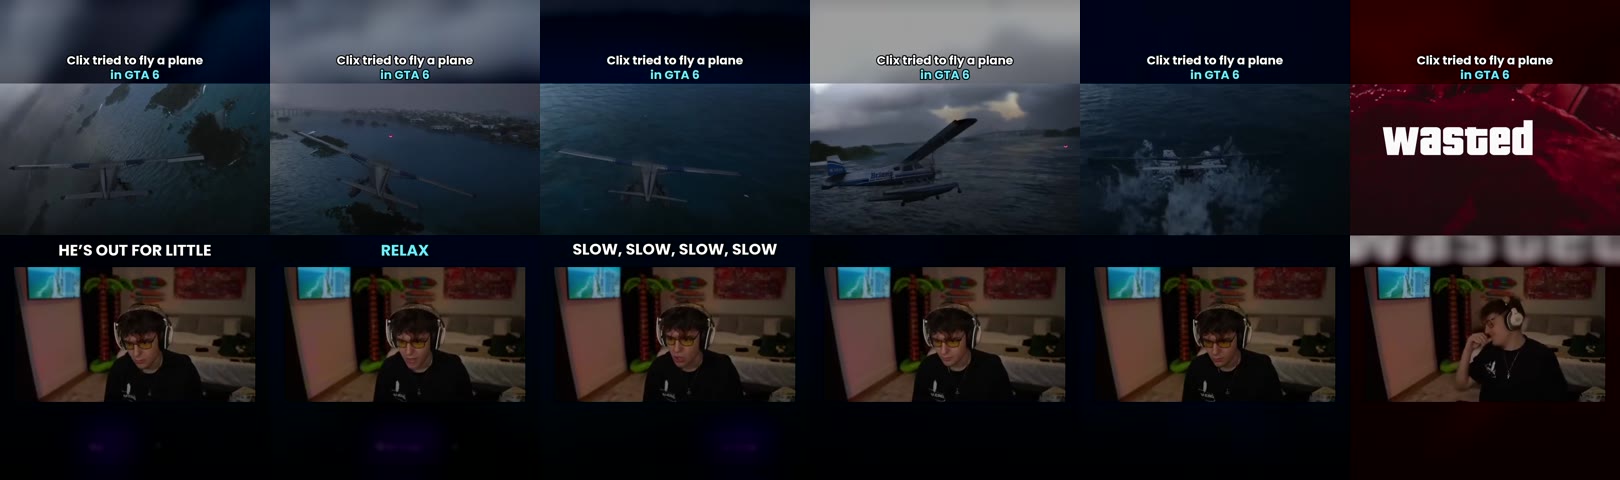 Clix tried to fly a plane
in GTA 6
HE'S OUT FOR LITTLE
Clix tried to fly a plane
in GTA 6
RELAX
Clix tried to fly a plane
in GTA 6
SLOW, SLOW, SLOW, SLOW
Clix tried to fly a plane
in GTA 6
Clix tried to fly a plane
in GTA 6
Clix tried to fly a plane
in GTA 6
wasted